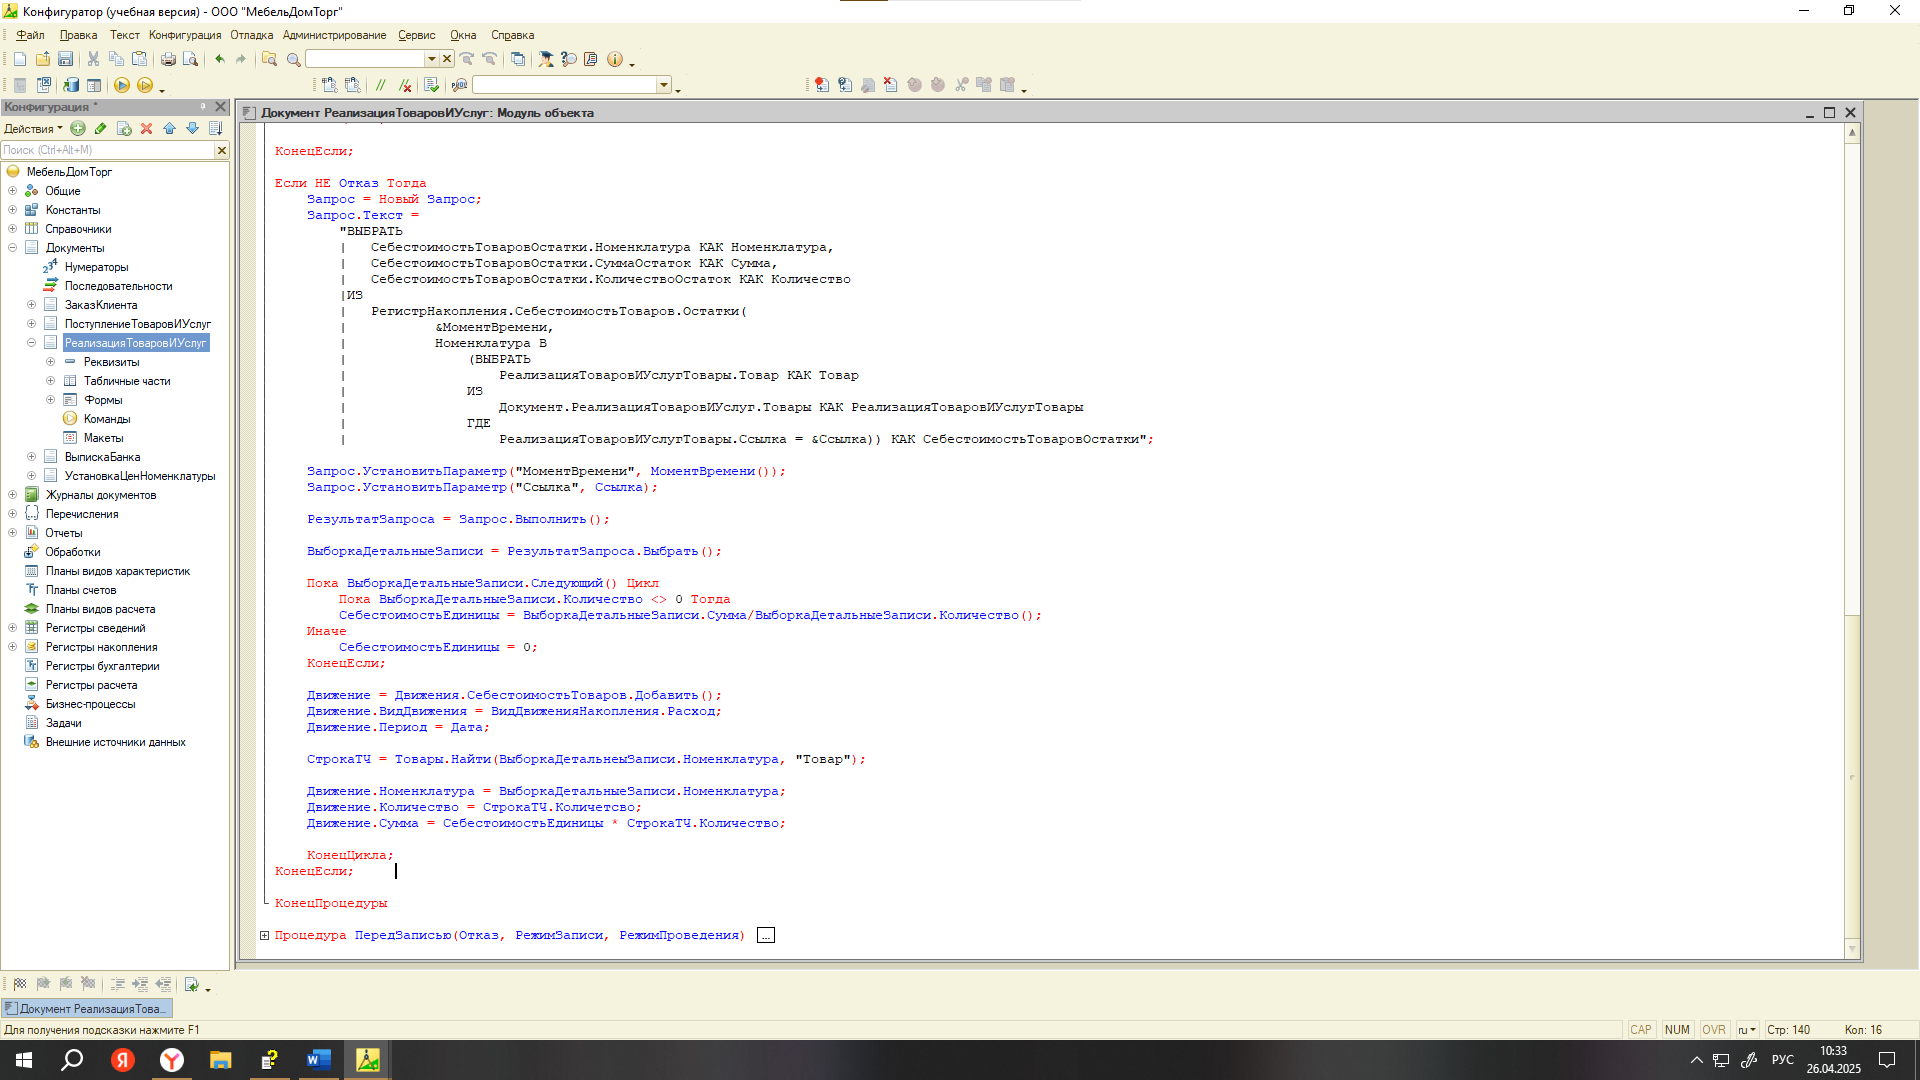 Конфигуратор (учебная версия) - ООО "МебельДомТорг"
Файл Правка Текст Конфигурация Отладка Администрирование Сервис Окна Справка
Конфигурация *
Действия
Поиск (Ctrl+Alt+M)
МебельДомТорг
Общие
Константы
Справочники
Документы
Нумераторы
Последовательности
ЗаказКлиента
ПоступлениеТоваровИУслуг
РеализацияТоваровИУслуг
Реквизиты
Табличные части
Формы
Команды
Макеты
ВыпискаБанка
УстановкаЦенНоменклатуры
Журналы документов
Перечисления
Отчеты
Обработки
Планы видов характеристик
Планы счетов
Планы видов расчета
Регистры сведений
Регистры накопления
Регистры бухгалтерии
Регистры расчета
Бизнес-процессы
Задачи
Внешние источники данных
Документ РеализацияТоваровИУслуг: Модуль объекта
КонецЕсли;
Если НЕ Отказ Тогда
Запрос = Новый Запрос;
Запрос.Текст =
"ВЫБРАТЬ
| СебестоимостьТоваровОстатки.Номенклатура КАК Номенклатура,
| СебестоимостьТоваровОстатки.СуммаОстаток КАК Сумма,
| СебестоимостьТоваровОстатки.КоличествоОстаток КАК Количество
|ИЗ
| РегистрНакопления.СебестоимостьТоваров.Остатки(
| &МоментВремени,
| Номенклатура В
| (ВЫБРАТЬ
| РеализацияТоваровИУслугТовары.Товар КАК Товар
| ИЗ
| Документ.РеализацияТоваровИУслуг.Товары КАК РеализацияТоваровИУслугТовары
| ГДЕ
| РеализацияТоваровИУслугТовары.Ссылка = &Ссылка)) КАК СебестоимостьТоваровОстатки";
Запрос.УстановитьПараметр("МоментВремени", МоментВремени());
Запрос.УстановитьПараметр("Ссылка", Ссылка);
РезультатЗапроса = Запрос.Выполнить();
ВыборкаДетальныеЗаписи = РезультатЗапроса.Выбрать();
Пока ВыборкаДетальныеЗаписи.Следующий() Цикл
Пока ВыборкаДетальныеЗаписи.Количество <> 0 Тогда
СебестоимостьЕдиницы = ВыборкаДетальныеЗаписи.Сумма/ВыборкаДетальныеЗаписи.Количество();
Иначе
СебестоимостьЕдиницы = 0;
КонецЕсли;
Движение = Движения.СебестоимостьТоваров.Добавить();
Движение.ВидДвижения = ВидДвиженияНакопления.Расход;
Движение.Период = Дата;
СтрокаТЧ = Товары.Найти(ВыборкаДетальнеыЗаписи.Номенклатура, "Товар");
Движение.Номенклатура = ВыборкаДетальныеЗаписи.Номенклатура;
Движение.Количество = СтрокаТЧ.Количетсво;
Движение.Сумма = СебестоимостьЕдиницы * СтрокаТЧ.Количество;
КонецЦикла;
КонецЕсли;
КонецПроцедуры
Процедура ПередЗаписью(Отказ, РежимЗаписи, РежимПроведения) ...
Документ РеализацияТова...
Для получения подсказки нажмите F1
CAP NUM OVR ru Стр: 140 Кол: 16
РУС
10:33
26.04.2025